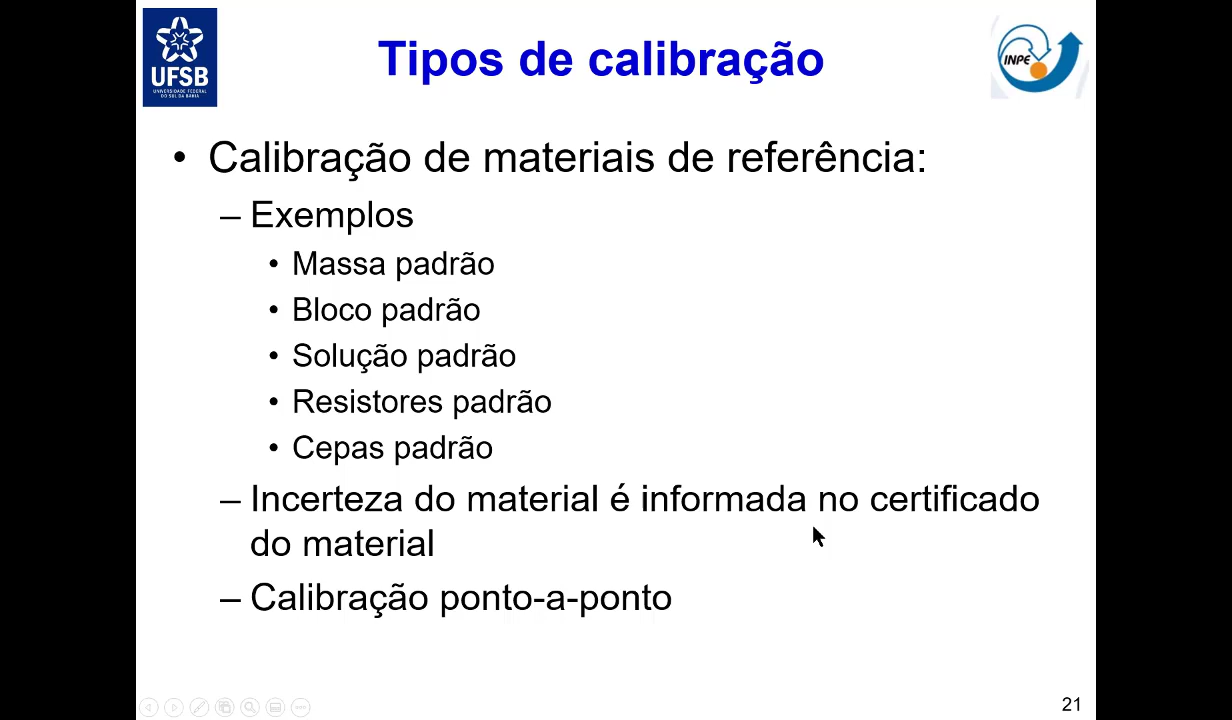 UFSB
UNIVERSIDADE FEDERAL
DO SUL DA BAHIA
Tipos de calibração
INPE
• Calibração de materiais de referência:
– Exemplos
• Massa padrão
• Bloco padrão
• Solução padrão
• Resistores padrão
• Cepas padrão
– Incerteza do material é informada no certificado
do material
– Calibração ponto-a-ponto
21